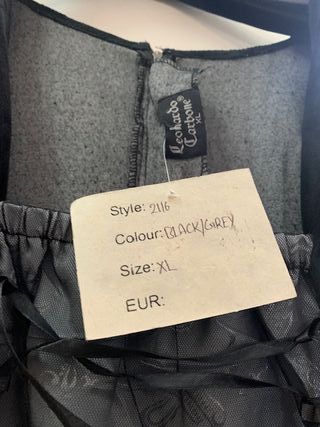 Leonardo
Carbone®
XL
Style: 2116
Colour: BLACK/GREY
Size: XL
EUR: